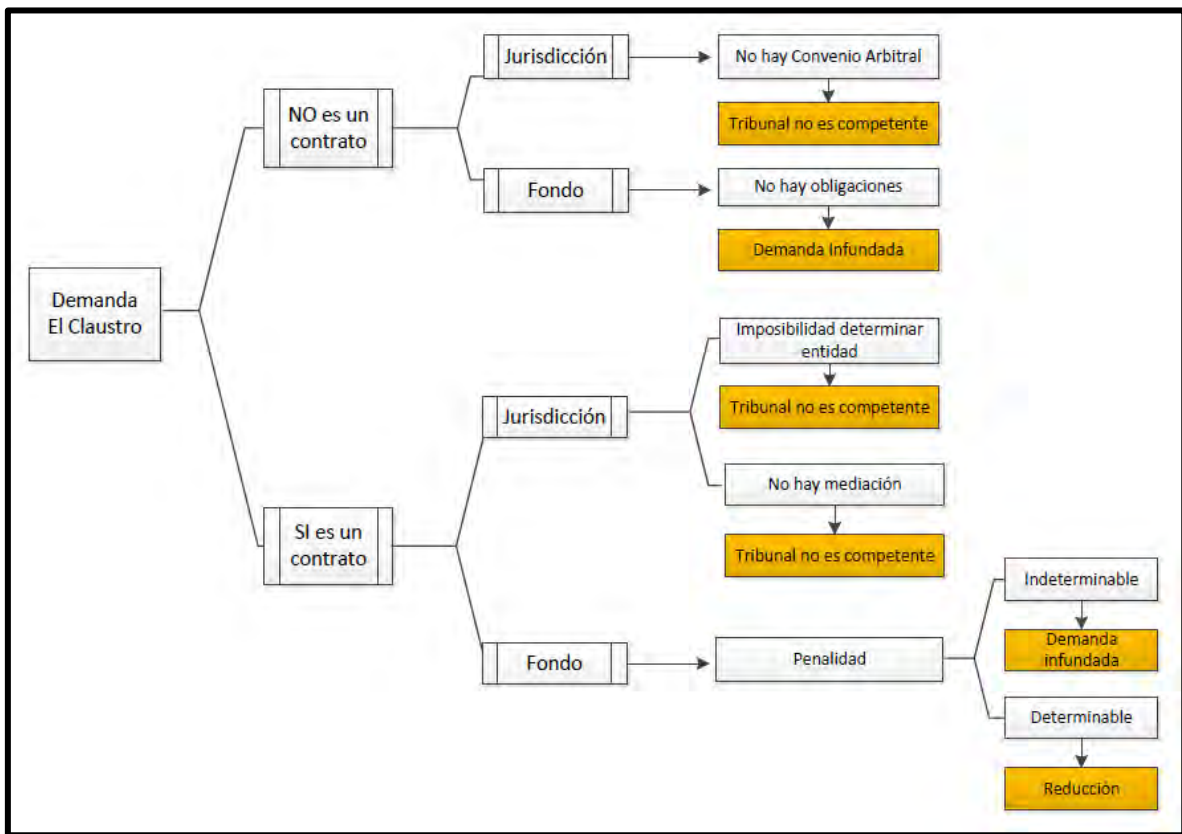 Demanda
El Claustro
NO es un
contrato
Jurisdicción
No hay Convenio Arbitral
Tribunal no es competente
Fondo
No hay obligaciones
Demanda Infundada
SI es un
contrato
Jurisdicción
Imposibilidad determinar
entidad
Tribunal no es competente
No hay mediación
Tribunal no es competente
Fondo
Penalidad
Indeterminable
Demanda
infundada
Determinable
Reducción